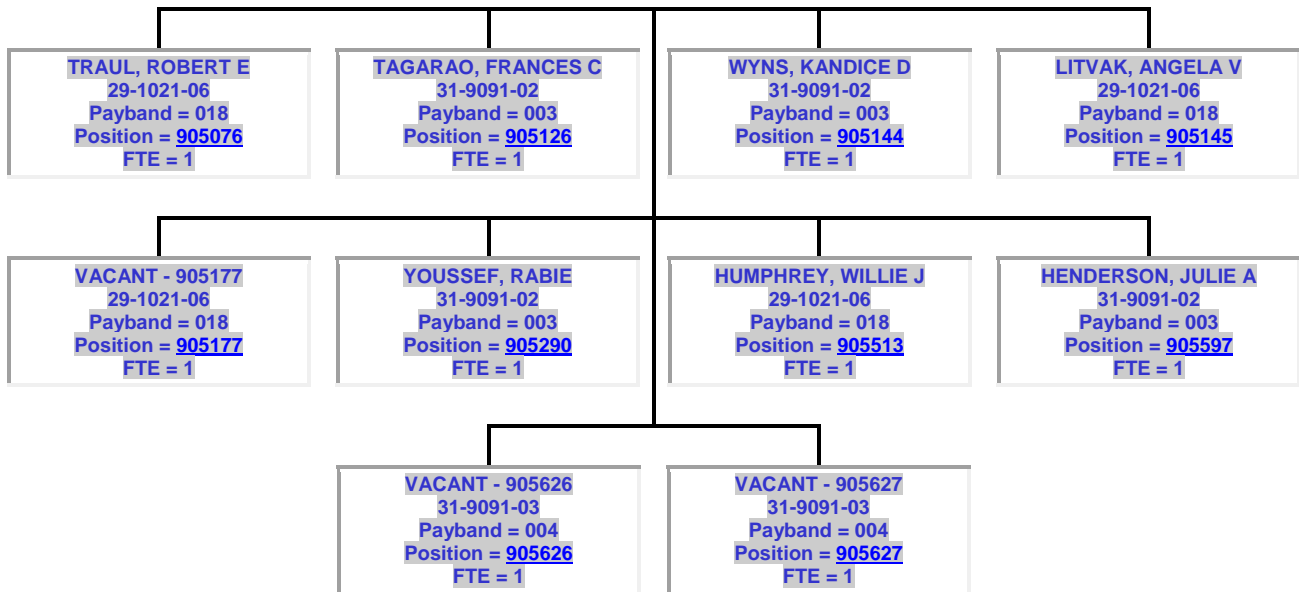 TRAUL, ROBERT E
29-1021-06
Payband = 018
Position = 905076
FTE = 1
TAGARAO, FRANCES C
31-9091-02
Payband = 003
Position = 905126
FTE = 1
WYNS, KANDICE D
31-9091-02
Payband = 003
Position = 905144
FTE = 1
LITVAK, ANGELA V
29-1021-06
Payband = 018
Position = 905145
FTE = 1
VACANT - 905177
29-1021-06
Payband = 018
Position = 905177
FTE = 1
YOUSSEF, RABIE
31-9091-02
Payband = 003
Position = 905290
FTE = 1
HUMPHREY, WILLIE J
29-1021-06
Payband = 018
Position = 905513
FTE = 1
HENDERSON, JULIE A
31-9091-02
Payband = 003
Position = 905597
FTE = 1
VACANT - 905626
31-9091-03
Payband = 004
Position = 905626
FTE = 1
VACANT - 905627
31-9091-03
Payband = 004
Position = 905627
FTE = 1